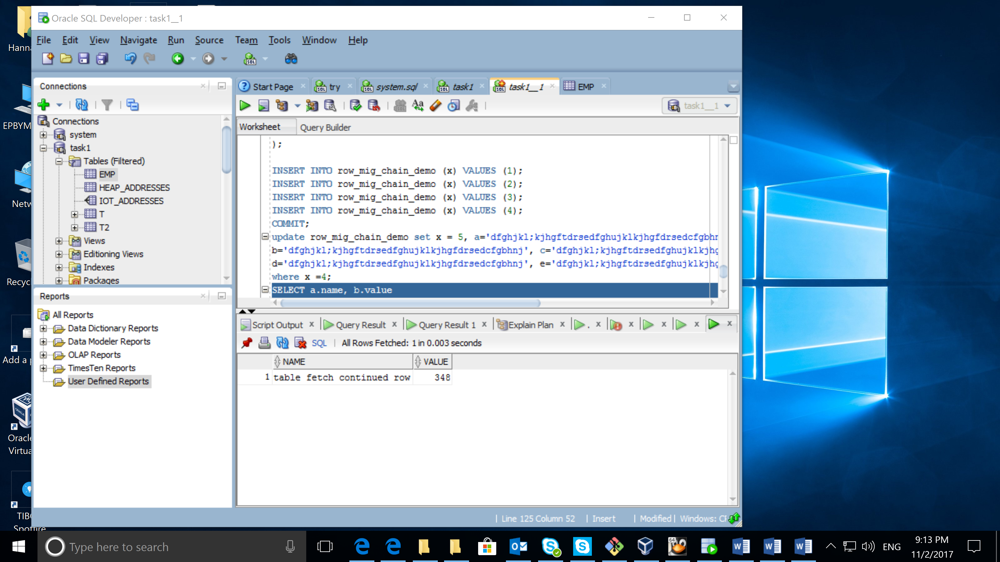 Oracle SQL Developer : task1__1
File Edit View Navigate Run Source Team Tools Window Help
Connections
Connections
system
task1
Tables (Filtered)
EMP
HEAP_ADDRESSES
IOT_ADDRESSES
T
T2
Views
Editioning Views
Indexes
Packages
Reports
All Reports
Data Dictionary Reports
Data Modeler Reports
OLAP Reports
TimesTen Reports
User Defined Reports
Start Page try system.sql task1 task1__1 EMP
task1__1
Worksheet Query Builder
);
INSERT INTO row_mig_chain_demo (x) VALUES (1);
INSERT INTO row_mig_chain_demo (x) VALUES (2);
INSERT INTO row_mig_chain_demo (x) VALUES (3);
INSERT INTO row_mig_chain_demo (x) VALUES (4);
COMMIT;
update row_mig_chain_demo set x = 5, a='dfghjkl;kjhgftdrsedfghujklkjhgfdrsedcfgbhn
b='dfghjkl;kjhgftdrsedfghujklkjhgfdrsedcfgbhnj', c='dfghjkl;kjhgftdrsedfghujklkjhg
d='dfghjkl;kjhgftdrsedfghujklkjhgfdrsedcfgbhnj', e='dfghjkl;kjhgftdrsedfghujklkjhg
where x =4;
SELECT a.name, b.value
Script Output Query Result Query Result 1 Explain Plan .
SQL All Rows Fetched: 1 in 0.003 seconds
NAME VALUE
1 table fetch continued row 348
Line 125 Column 52 Insert Modified Windows: CR
Hanna
EPBYM
Netw
Recyc
Add a p
Oracle
Virtua
TIBC
Spotfire
Type here to search
ENG
9:13 PM
11/2/2017